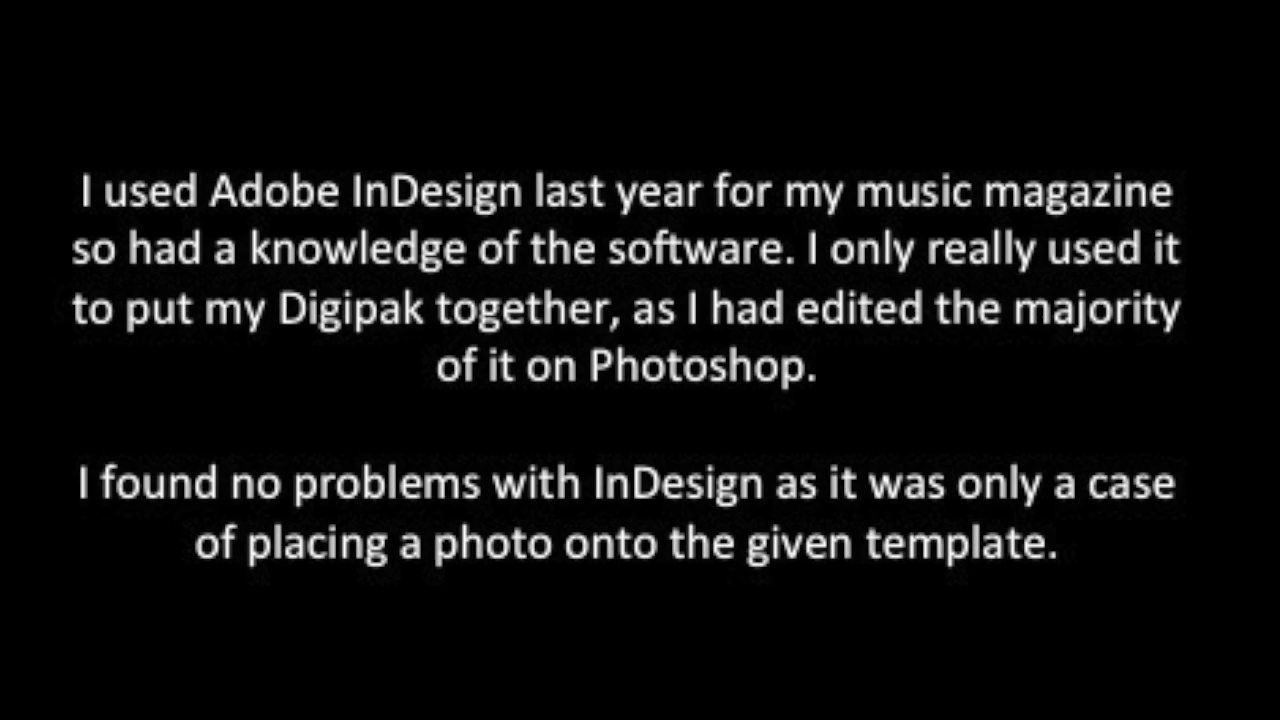 I used Adobe InDesign last year for my music magazine
so had a knowledge of the software. I only really used it
to put my Digipak together, as I had edited the majority
of it on Photoshop.
I found no problems with InDesign as it was only a case
of placing a photo onto the given template.